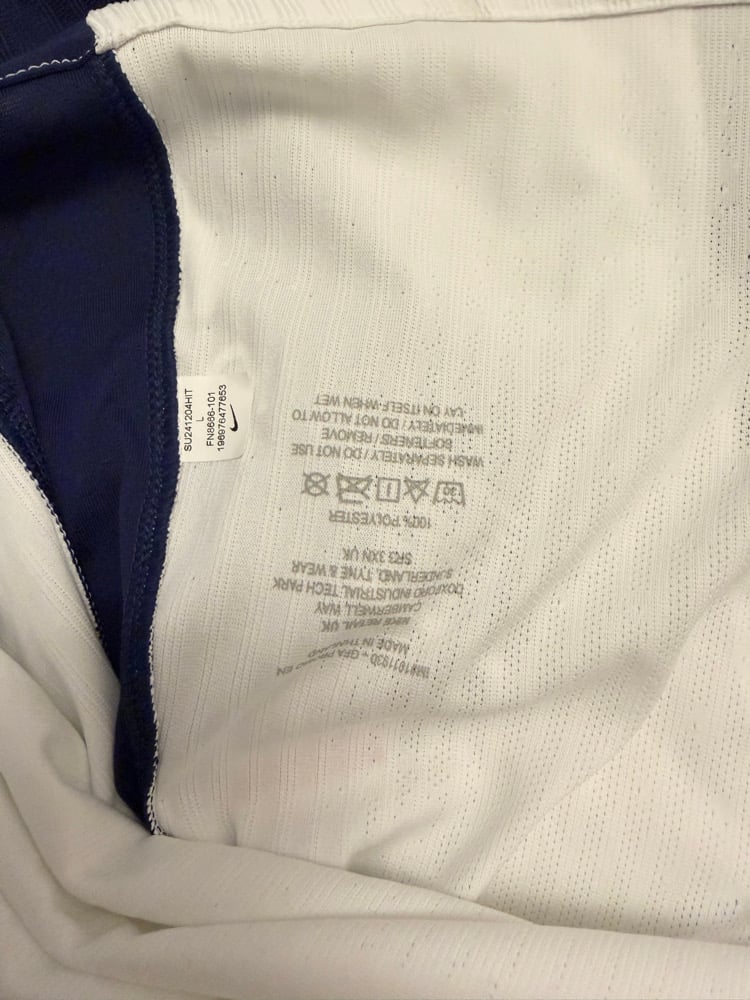 SU241204HIT
L
FN8666-101
196976477653
MADE IN THAILAND
NIKE RETAIL UK
CAMBERWELL WAY
DOXFORD INDUSTRIAL TECH PARK
SUNDERLAND, TYNE & WEAR
SR3 3XN UK
100% POLYESTER
WASH SEPARATELY / DO NOT USE
SOFTENERS / REMOVE
IMMEDIATELY / DO NOT ALLOW TO
LAY ON ITSELF WHEN WET